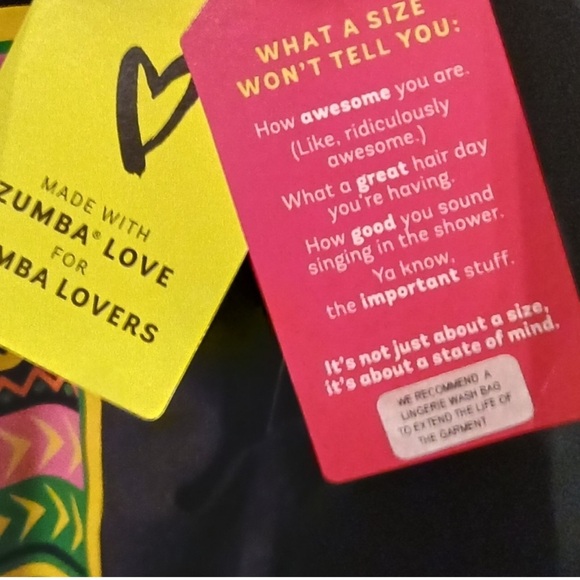 MADE WITH
ZUMBA® LOVE
FOR
MBA LOVERS
WHAT A SIZE
WON'T TELL YOU:
How awesome you are.
(Like, ridiculously
awesome.)
What a great hair day
you're having.
How good you sound
singing in the shower.
Ya know,
the important stuff.
It's not just about a size,
it's about a state of mind.
WE RECOMMEND A
LINGERIE WASH BAG
TO EXTEND THE LIFE OF
THE GARMENT